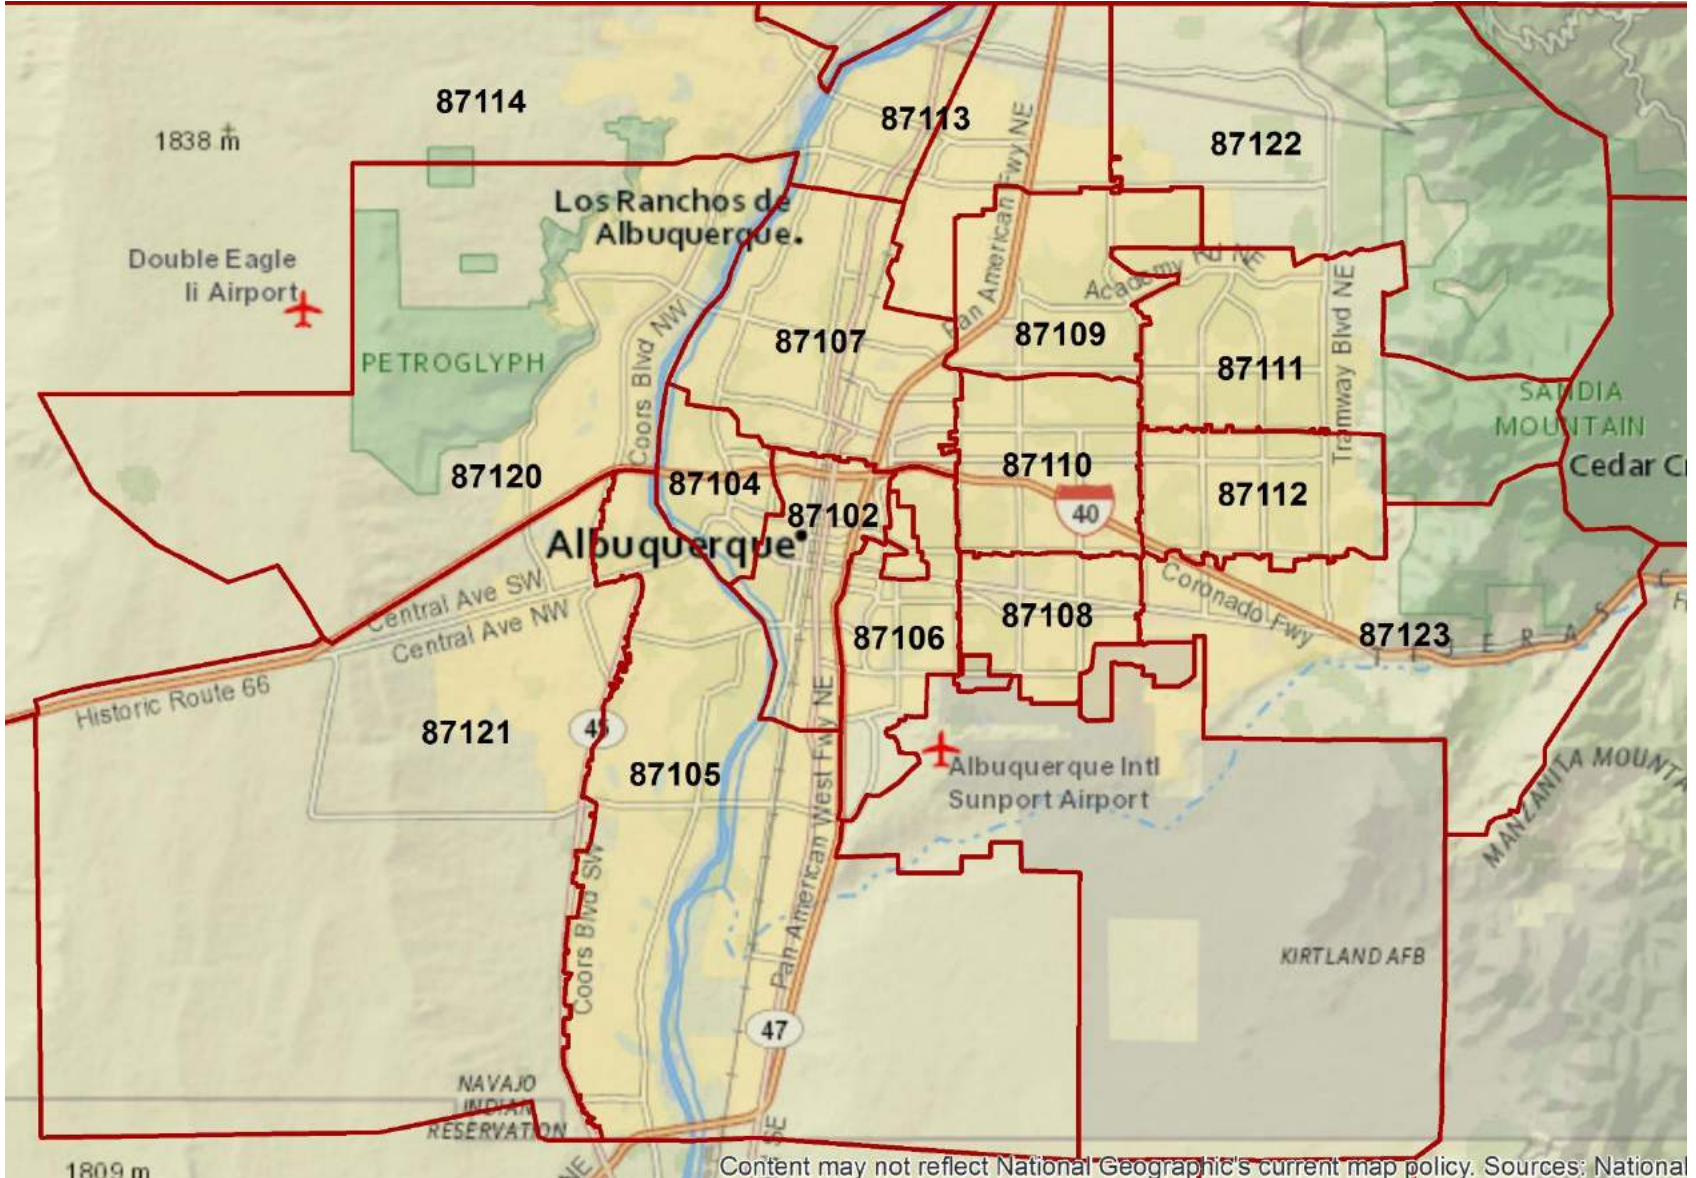 87114
1838 m
87113
Pan American Fwy NE
87122
Los Ranchos de
Albuquerque
Double Eagle
Ii Airport
Coors Blvd NW
87107
PETROGLYPH
Academy Rd NE
87109
87111
Tramway Blvd NE
SANDIA
MOUNTAIN
Cedar Cr
87120
87104
87102
87110
40
87112
Albuquerque
Central Ave SW
Central Ave NW
Coronado Fwy
87106
87108
87123
T I J E R A S
Historic Route 66
87121
45
87105
Pan American West Fwy NE
Albuquerque Intl
Sunport Airport
MANZANITA MOUNTA
Coors Blvd SW
KIRTLAND AFB
47
NAVAJO
INDIAN
RESERVATION
SE
NE
1809 m
Content may not reflect National Geographic's current map policy. Sources: National